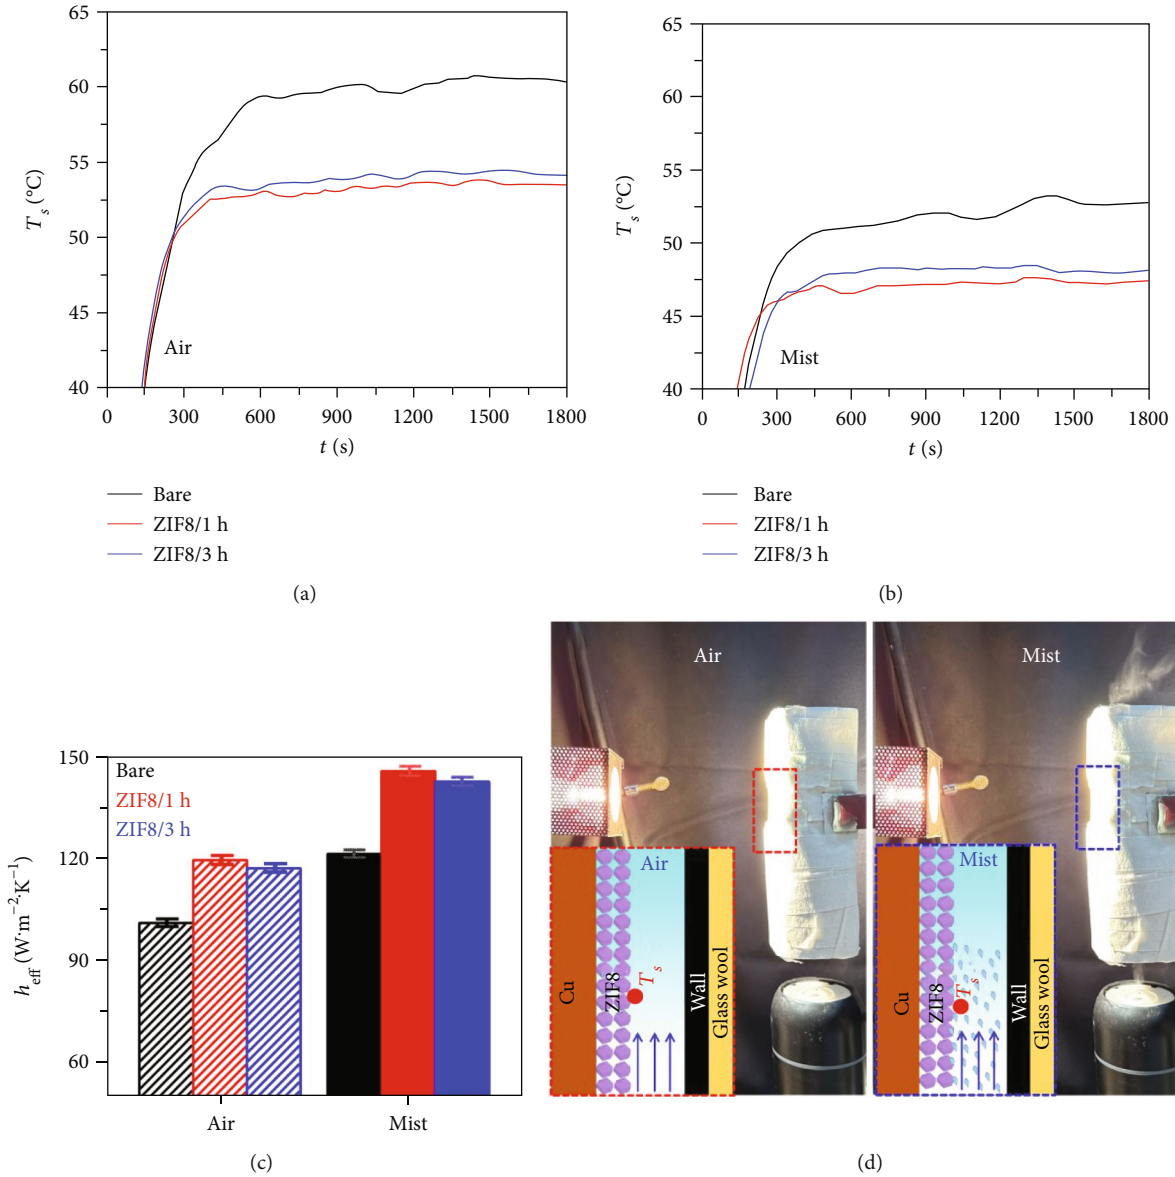 65
60
55
50
45
40
T_s (°C)
Air
0 300 600 900 1200 1500 1800
t (s)
Bare
ZIF8/1 h
ZIF8/3 h
(a)
65
60
55
50
45
40
T_s (°C)
Mist
0 300 600 900 1200 1500 1800
t (s)
Bare
ZIF8/1 h
ZIF8/3 h
(b)
150
120
90
60
h_eff (W·m⁻²·K⁻¹)
Bare
ZIF8/1 h
ZIF8/3 h
Air Mist
(c)
Air
Air
Cu
ZIF8
T_s
Wall
Glass wool
Mist
Mist
Cu
ZIF8
T_s
Wall
Glass wool
(d)